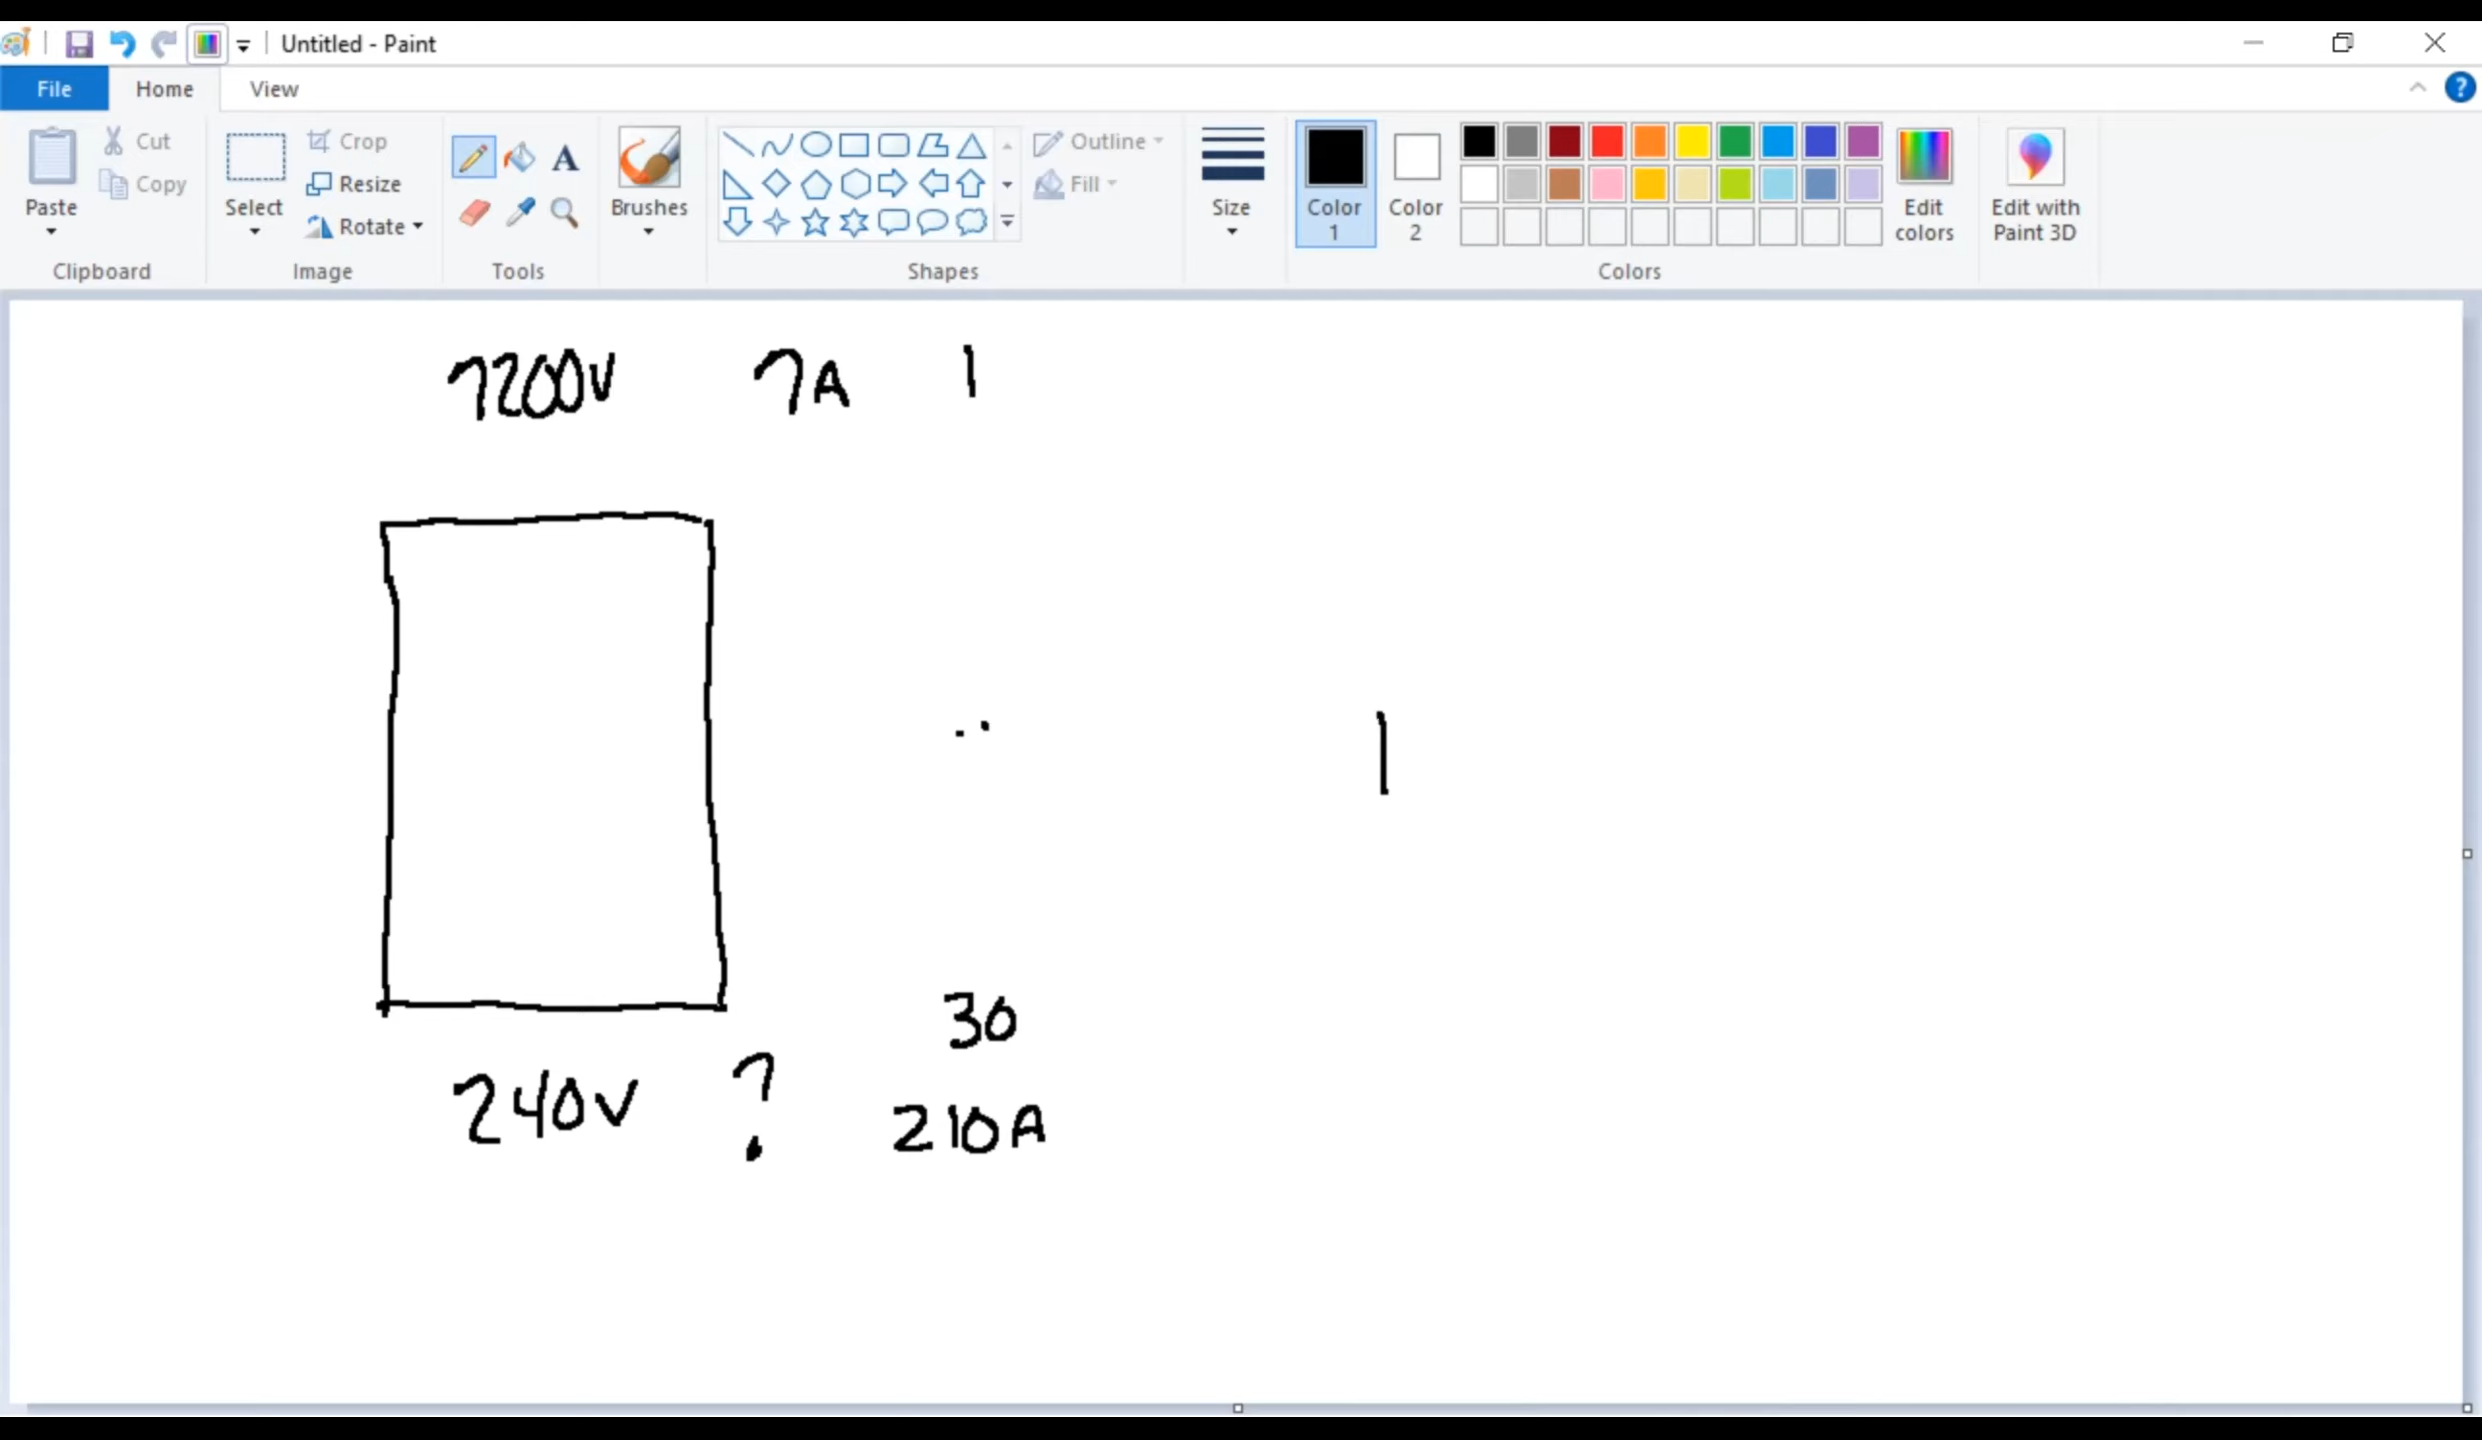 Untitled - Paint
File Home View
Paste Cut Copy Clipboard
Select Crop Resize Rotate Image
A
Tools
Brushes
Shapes
Outline Fill
Size
Color 1
Color 2
Colors
Edit colors
Edit with Paint 3D
?
7200V 7A 1
..
1
30
240V ? 210A